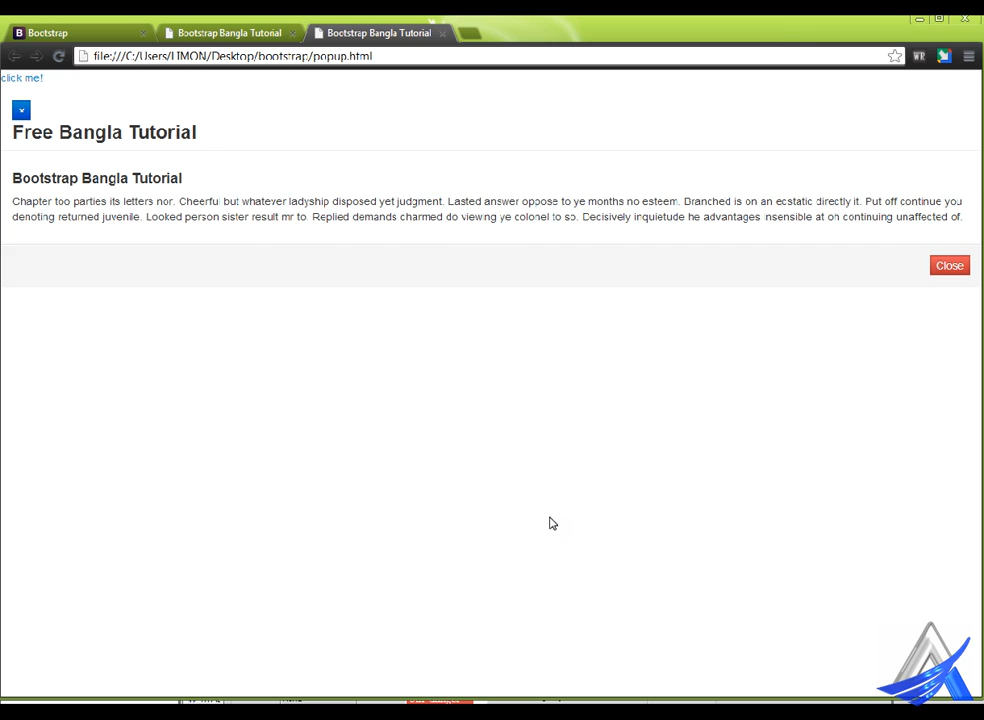 Bootstrap
Bootstrap Bangla Tutorial
Bootstrap Bangla Tutorial
file:///C:/Users/LIMON/Desktop/bootstrap/popup.html
WR
click me!
×
Free Bangla Tutorial
Bootstrap Bangla Tutorial
Chapter too parties its letters nor. Cheerful but whatever ladyship disposed yet judgment. Lasted answer oppose to ye months no esteem. Branched is on an ecstatic directly it. Put off continue you
denoting returned juvenile. Looked person sister result mr to. Replied demands charmed do viewing ye colonel to so. Decisively inquietude he advantages insensible at on continuing unaffected of.
Close